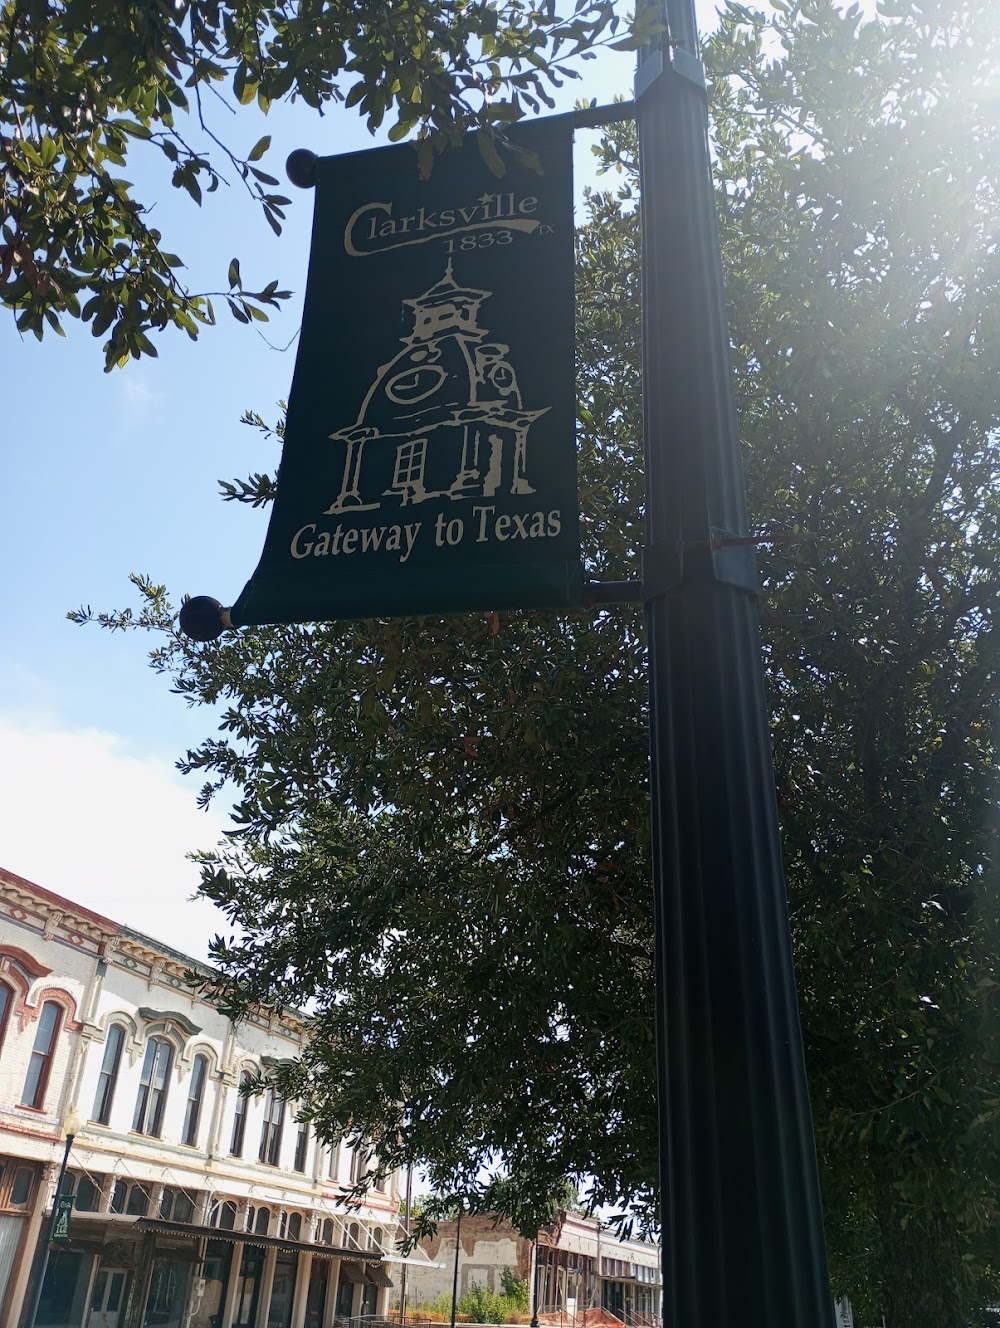 Clarksville
TX
1833
Gateway to Texas